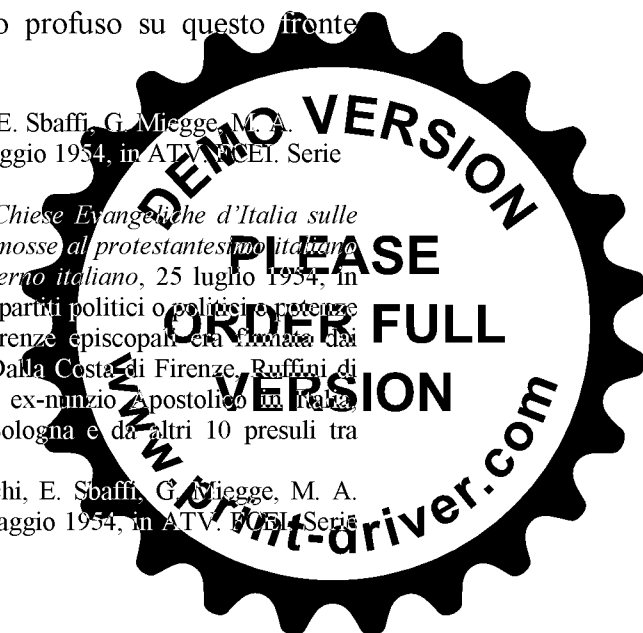 o profuso su questo fronte
E. Sbaffi, G. Miegge, M. A.
aggio 1954, in ATV. FCEI. Serie
Chiese Evangeliche d'Italia sulle
mosse al protestantesimo italiano
erno italiano, 25 luglio 1954, in
partiti politici o politici o potenze
renze episcopali era firmata dai
Dalla Costa di Firenze, Ruffini di
ex-nunzio Apostolico in Italia,
Bologna e da altri 10 presuli tra
chi, E. Sbaffi, G. Miegge, M. A.
aggio 1954, in ATV. FCEI. Serie
DEMO VERSION
PLEASE
ORDER FULL
VERSION
www.print-driver.com